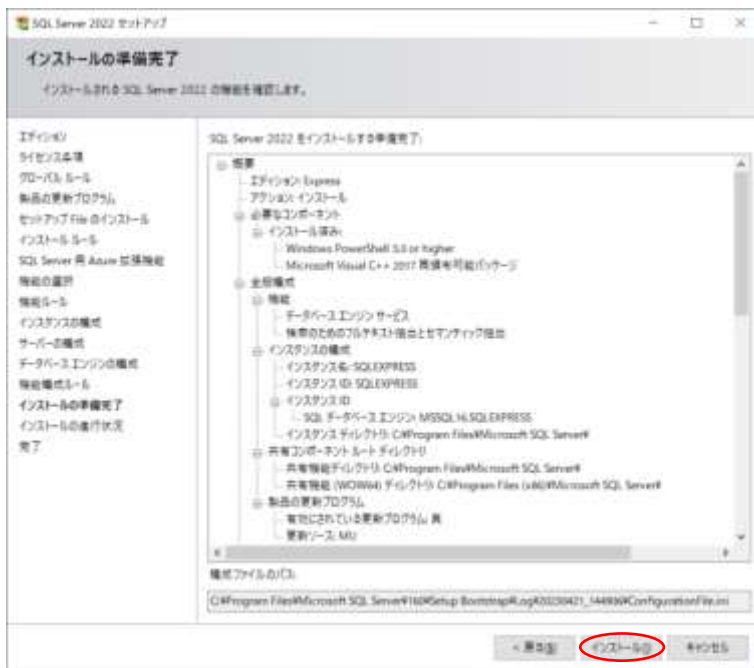 SQL Server 2022 セットアップ
インストールの準備完了
インストールされる SQL Server 2022 の機能を確認します。
エディション
ライセンス条項
グローバル ルール
製品の更新プログラム
セットアップ File のインストール
インストール ルール
SQL Server 用 Azure 拡張機能
機能の選択
機能ルール
インスタンスの構成
サーバーの構成
データベース エンジンの構成
機能構成ルール
インストールの準備完了
インストールの進行状況
完了
SQL Server 2022 をインストールする準備完了:
概要
エディション: Express
アクション: インストール
必要なコンポーネント
インストール済み:
Windows PowerShell 3.0 or higher
Microsoft Visual C++ 2017 再頒布可能パッケージ
全般構成
機能
データベース エンジン サービス
検索のためのフルテキスト抽出とセマンティック抽出
インスタンスの構成
インスタンス名: SQLEXPRESS
インスタンス ID: SQLEXPRESS
インスタンス ID
SQL データベース エンジン: MSSQL16.SQLEXPRESS
インスタンス ディレクトリ: C:¥Program Files¥Microsoft SQL Server¥
共有コンポーネント ルート ディレクトリ
共有機能ディレクトリ: C:¥Program Files¥Microsoft SQL Server¥
共有機能 (WOW64) ディレクトリ: C:¥Program Files (x86)¥Microsoft SQL Server¥
製品の更新プログラム
有効にされている更新プログラム: 真
更新ソース: MU
構成ファイルのパス:
C:¥Program Files¥Microsoft SQL Server¥160¥Setup Bootstrap¥Log¥20230421_144906¥ConfigurationFile.ini
< 戻る(B)
インストール(I)
キャンセル